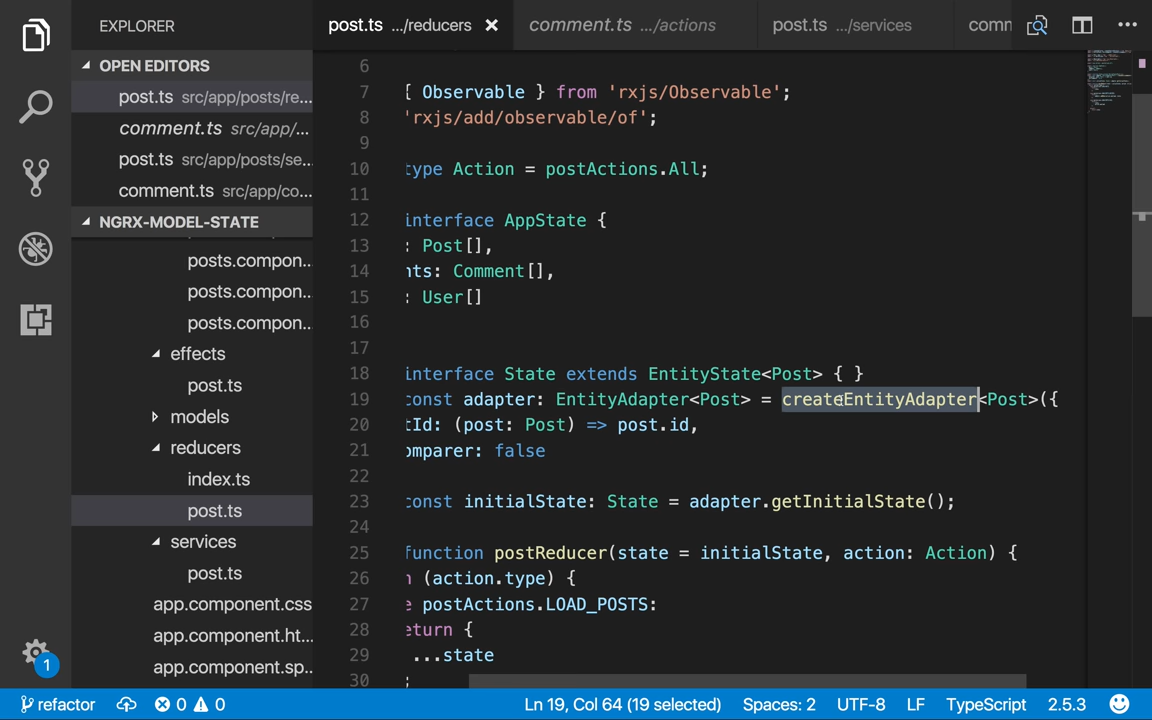 EXPLORER
OPEN EDITORS
post.ts src/app/posts/re...
comment.ts src/app/...
post.ts src/app/posts/se...
comment.ts src/app/co...
NGRX-MODEL-STATE
posts.compon...
posts.compon...
posts.compon...
effects
post.ts
models
reducers
index.ts
post.ts
services
post.ts
app.component.css
app.component.ht...
app.component.sp...
1
post.ts .../reducers
comment.ts .../actions
post.ts .../services
comn
6
7 { Observable } from 'rxjs/Observable';
8 'rxjs/add/observable/of';
9
10 type Action = postActions.All;
11
12 interface AppState {
13 : Post[],
14 nts: Comment[],
15 : User[]
16
17
18 interface State extends EntityState<Post> { }
19 const adapter: EntityAdapter<Post> = createEntityAdapter<Post>({
20 tId: (post: Post) => post.id,
21 omparer: false
22
23 const initialState: State = adapter.getInitialState();
24
25 function postReducer(state = initialState, action: Action) {
26 h (action.type) {
27 e postActions.LOAD_POSTS:
28 eturn {
29 ...state
30 ;
refactor 0 0 Ln 19, Col 64 (19 selected) Spaces: 2 UTF-8 LF TypeScript 2.5.3